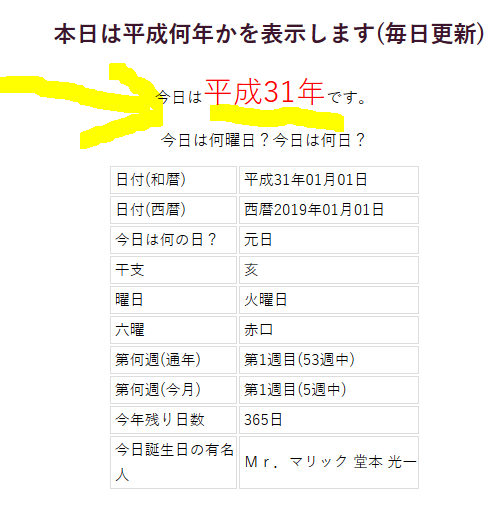 本日は平成何年かを表示します(毎日更新)
今日は平成31年です。
今日は何曜日？今日は何日？
日付(和暦) 平成31年01月01日
日付(西暦) 西暦2019年01月01日
今日は何の日？ 元日
干支 亥
曜日 火曜日
六曜 赤口
第何週(通年) 第1週目(53週中)
第何週(今月) 第1週目(5週中)
今年残り日数 365日
今日誕生日の有名
人 Ｍｒ．マリック 堂本 光一